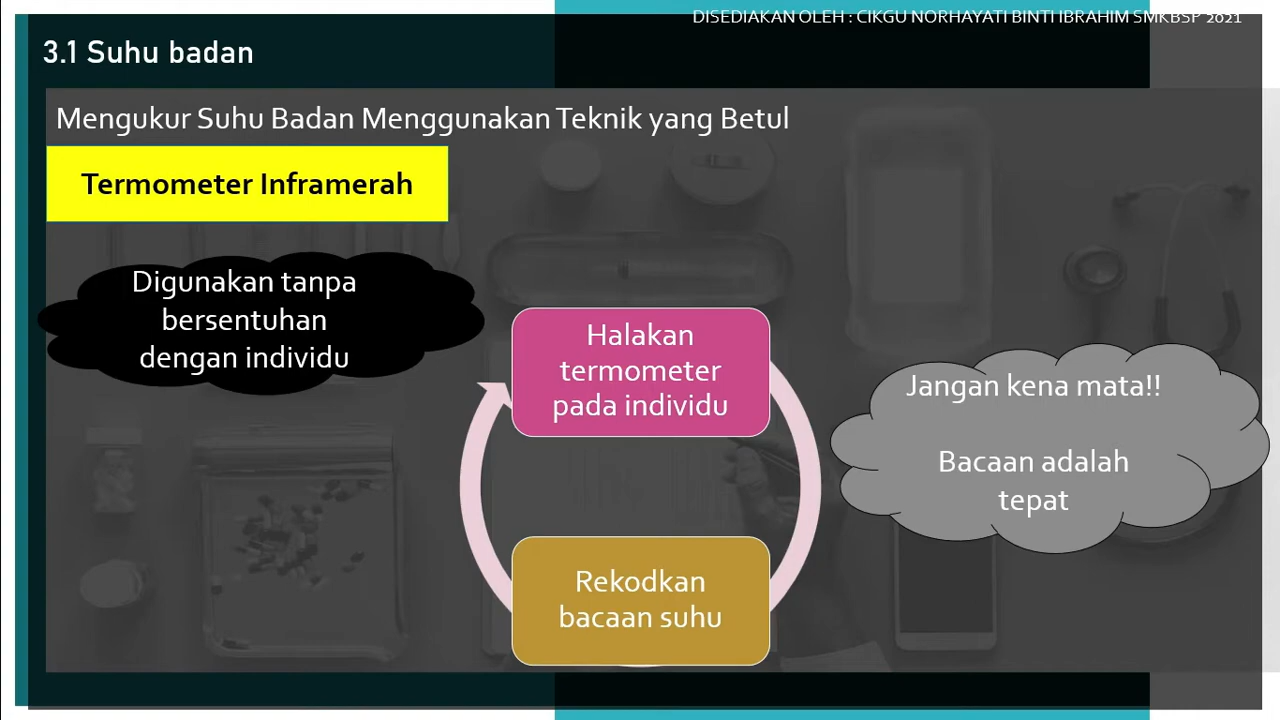 DISEDIAKAN OLEH : CIKGU NORHAYATI BINTI IBRAHIM SMKBSP 2021
3.1 Suhu badan
Mengukur Suhu Badan Menggunakan Teknik yang Betul
Termometer Inframerah
Digunakan tanpa
bersentuhan
dengan individu
Halakan
termometer
pada individu
Jangan kena mata!!
Bacaan adalah
tepat
Rekodkan
bacaan suhu